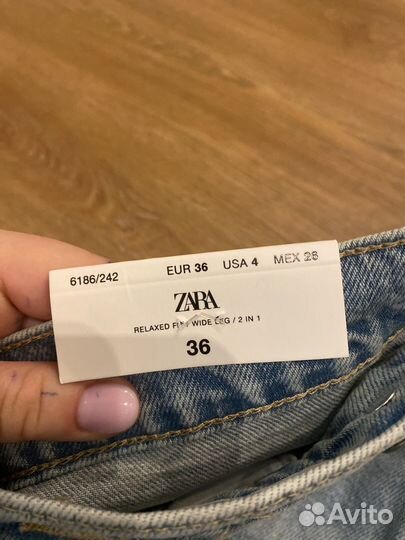 6186/242 EUR 36 USA 4 MEX 26
ZARA
RELAXED FIT / WIDE LEG / 2 IN 1
36
Avito